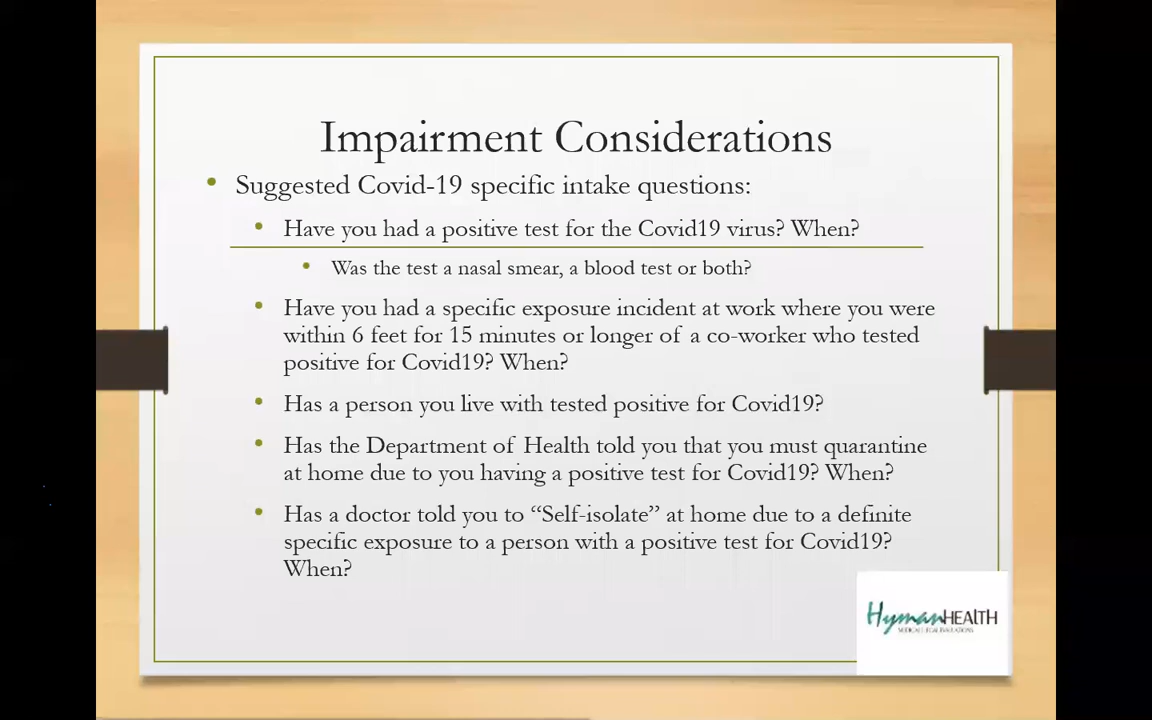 Impairment Considerations
• Suggested Covid-19 specific intake questions:
• Have you had a positive test for the Covid19 virus? When?
• Was the test a nasal smear, a blood test or both?
• Have you had a specific exposure incident at work where you were
within 6 feet for 15 minutes or longer of a co-worker who tested
positive for Covid19? When?
• Has a person you live with tested positive for Covid19?
• Has the Department of Health told you that you must quarantine
at home due to you having a positive test for Covid19? When?
• Has a doctor told you to “Self-isolate” at home due to a definite
specific exposure to a person with a positive test for Covid19?
When?
HymanHEALTH